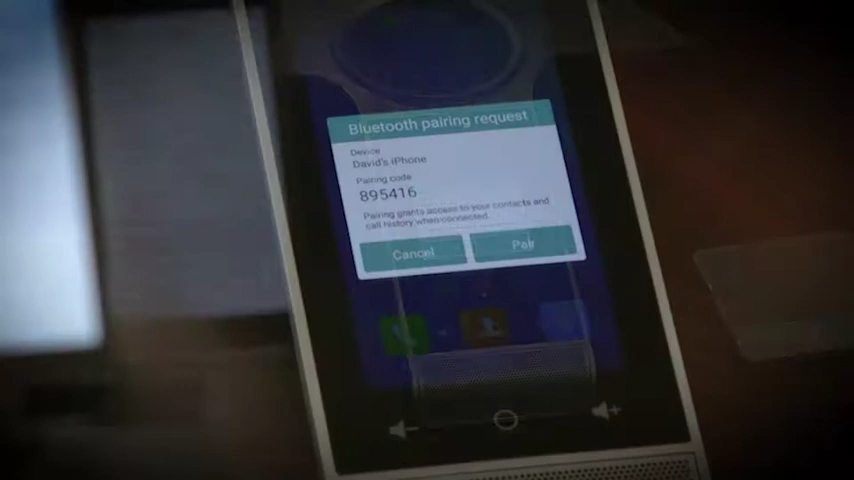 Bluetooth pairing request
Device
David's iPhone
Pairing code
895416
Pairing grants access to your contacts and
call history when connected.
Cancel
Pair